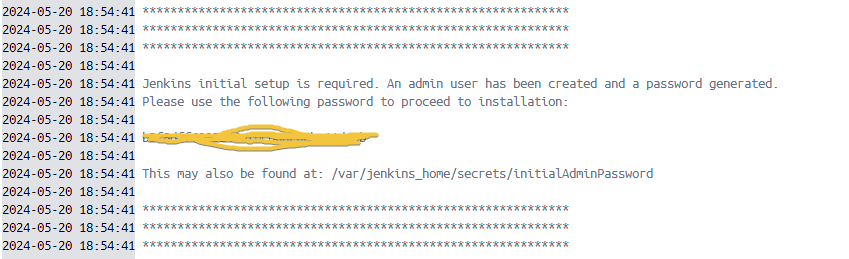 2024-05-20 18:54:41 *************************************************************
2024-05-20 18:54:41 *************************************************************
2024-05-20 18:54:41 *************************************************************
2024-05-20 18:54:41
2024-05-20 18:54:41 Jenkins initial setup is required. An admin user has been created and a password generated.
2024-05-20 18:54:41 Please use the following password to proceed to installation:
2024-05-20 18:54:41
2024-05-20 18:54:41
2024-05-20 18:54:41
2024-05-20 18:54:41 This may also be found at: /var/jenkins_home/secrets/initialAdminPassword
2024-05-20 18:54:41
2024-05-20 18:54:41 *************************************************************
2024-05-20 18:54:41 *************************************************************
2024-05-20 18:54:41 *************************************************************